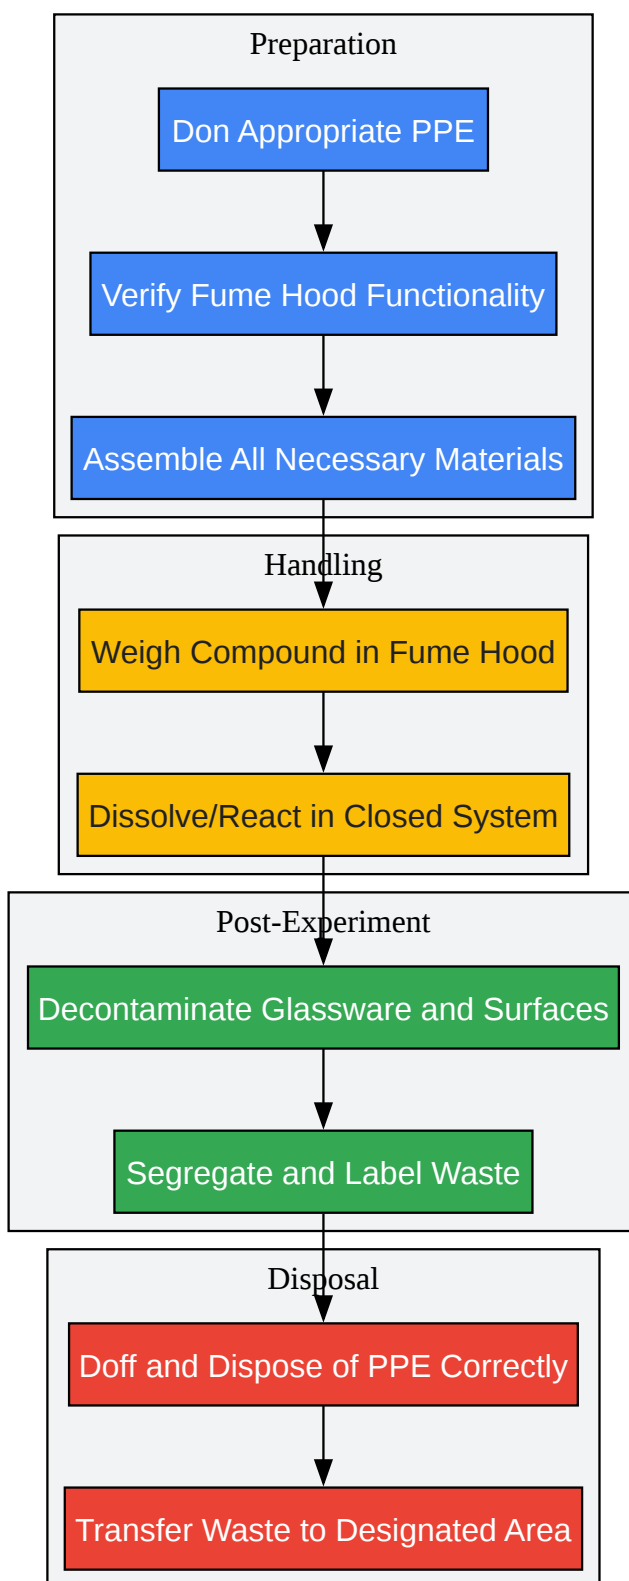 Preparation
Don Appropriate PPE
Verify Fume Hood Functionality
Assemble All Necessary Materials
Handling
Weigh Compound in Fume Hood
Dissolve/React in Closed System
Post-Experiment
Decontaminate Glassware and Surfaces
Segregate and Label Waste
Disposal
Doff and Dispose of PPE Correctly
Transfer Waste to Designated Area